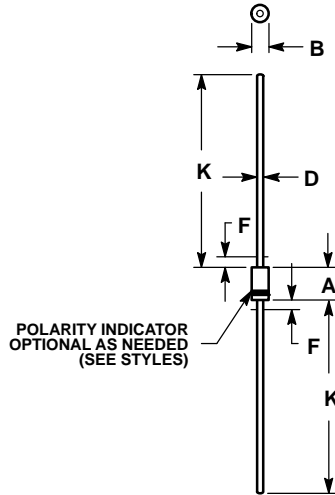 B
K
D
F
A
POLARITY INDICATOR
OPTIONAL AS NEEDED
(SEE STYLES)
F
K